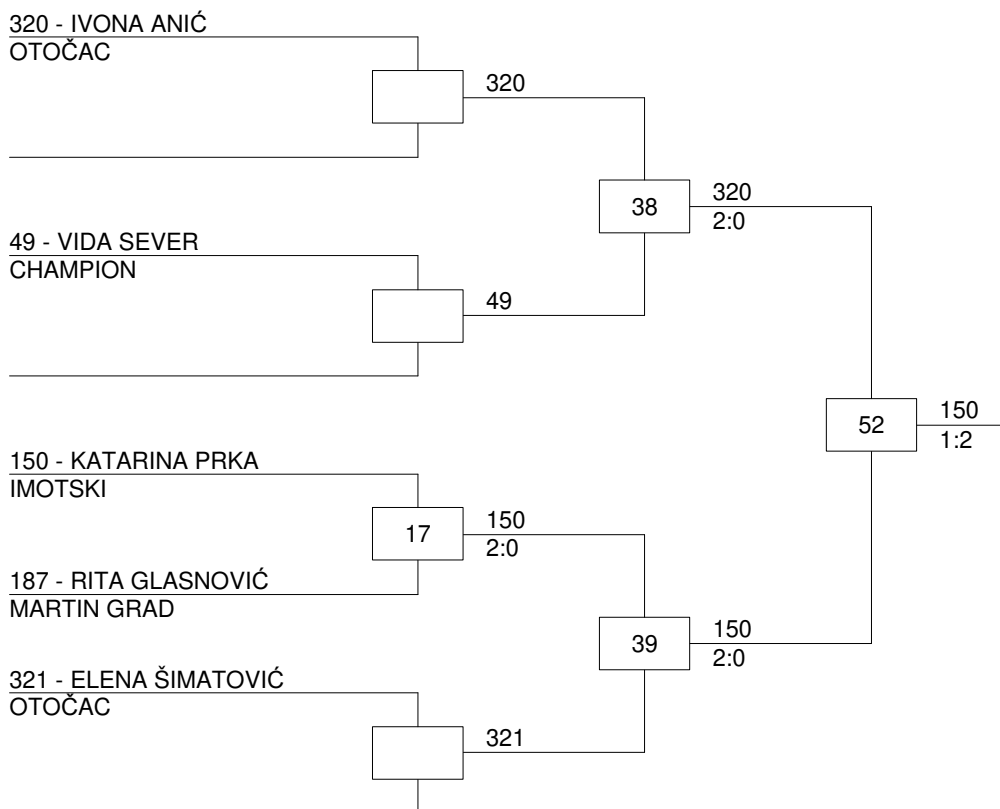 320 - IVONA ANIĆ
OTOČAC
320
38
320
2:0
49 - VIDA SEVER
CHAMPION
49
52
150
1:2
150 - KATARINA PRKA
IMOTSKI
17
150
2:0
187 - RITA GLASNOVIĆ
MARTIN GRAD
39
150
2:0
321 - ELENA ŠIMATOVIĆ
OTOČAC
321